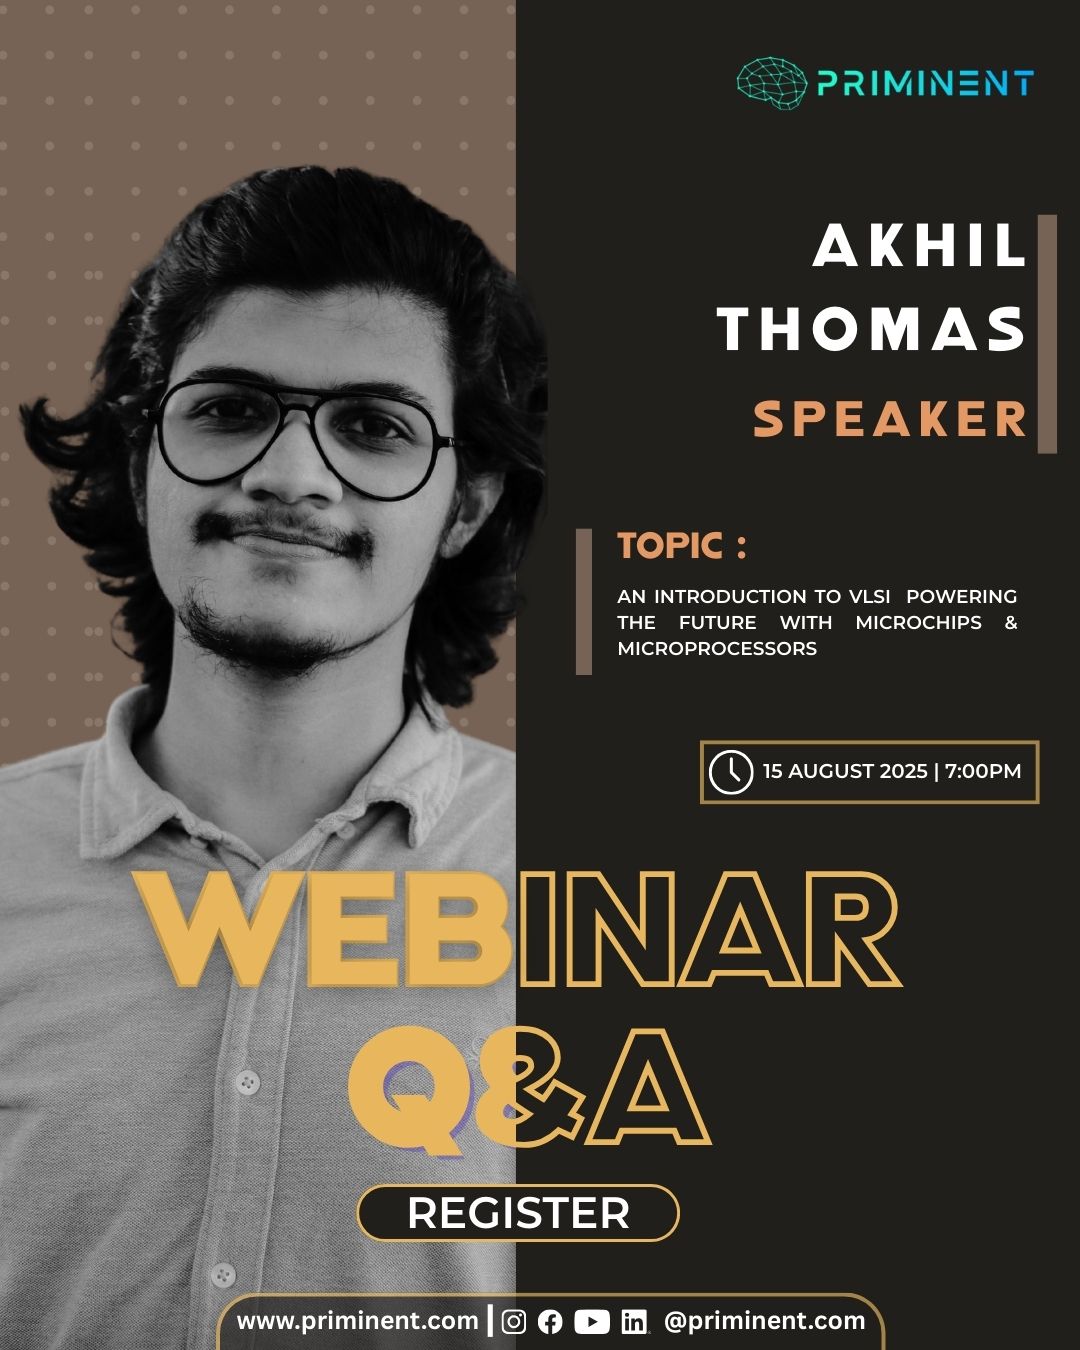 PRIMINENT
AKHIL
THOMAS
SPEAKER
TOPIC :
AN INTRODUCTION TO VLSI POWERING
THE FUTURE WITH MICROCHIPS &
MICROPROCESSORS
15 AUGUST 2025 | 7:00PM
WEBINAR
Q&A
REGISTER
www.priminent.com | @priminent.com